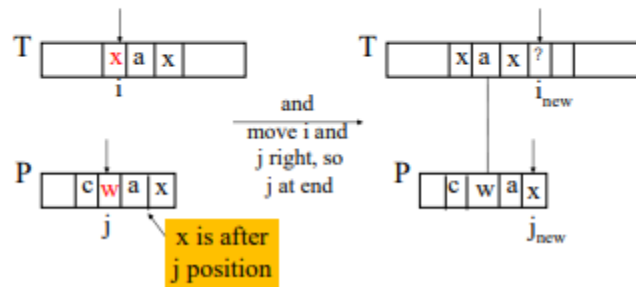 T x a x
i
P c w a x
j
x is after
j position
and
move i and
j right, so
j at end
T x a x ?
i new
P c w a x
j new